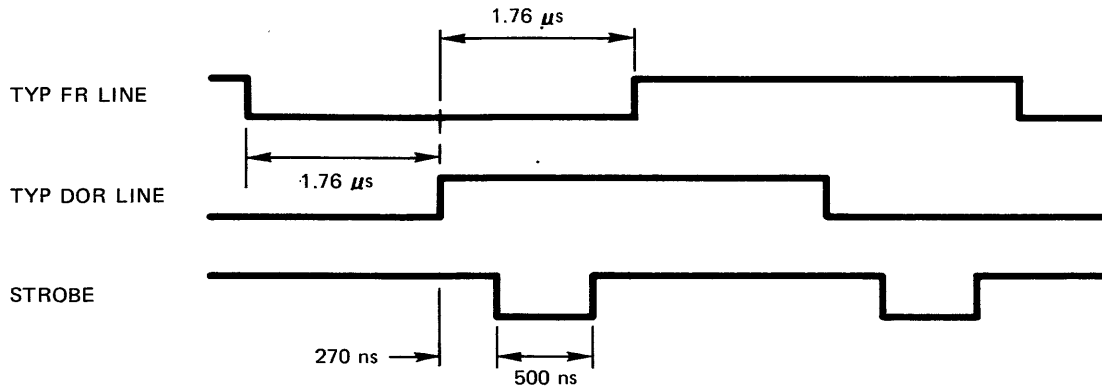 1.76 μs
TYP FR LINE
1.76 μs
TYP DOR LINE
STROBE
270 ns
500 ns